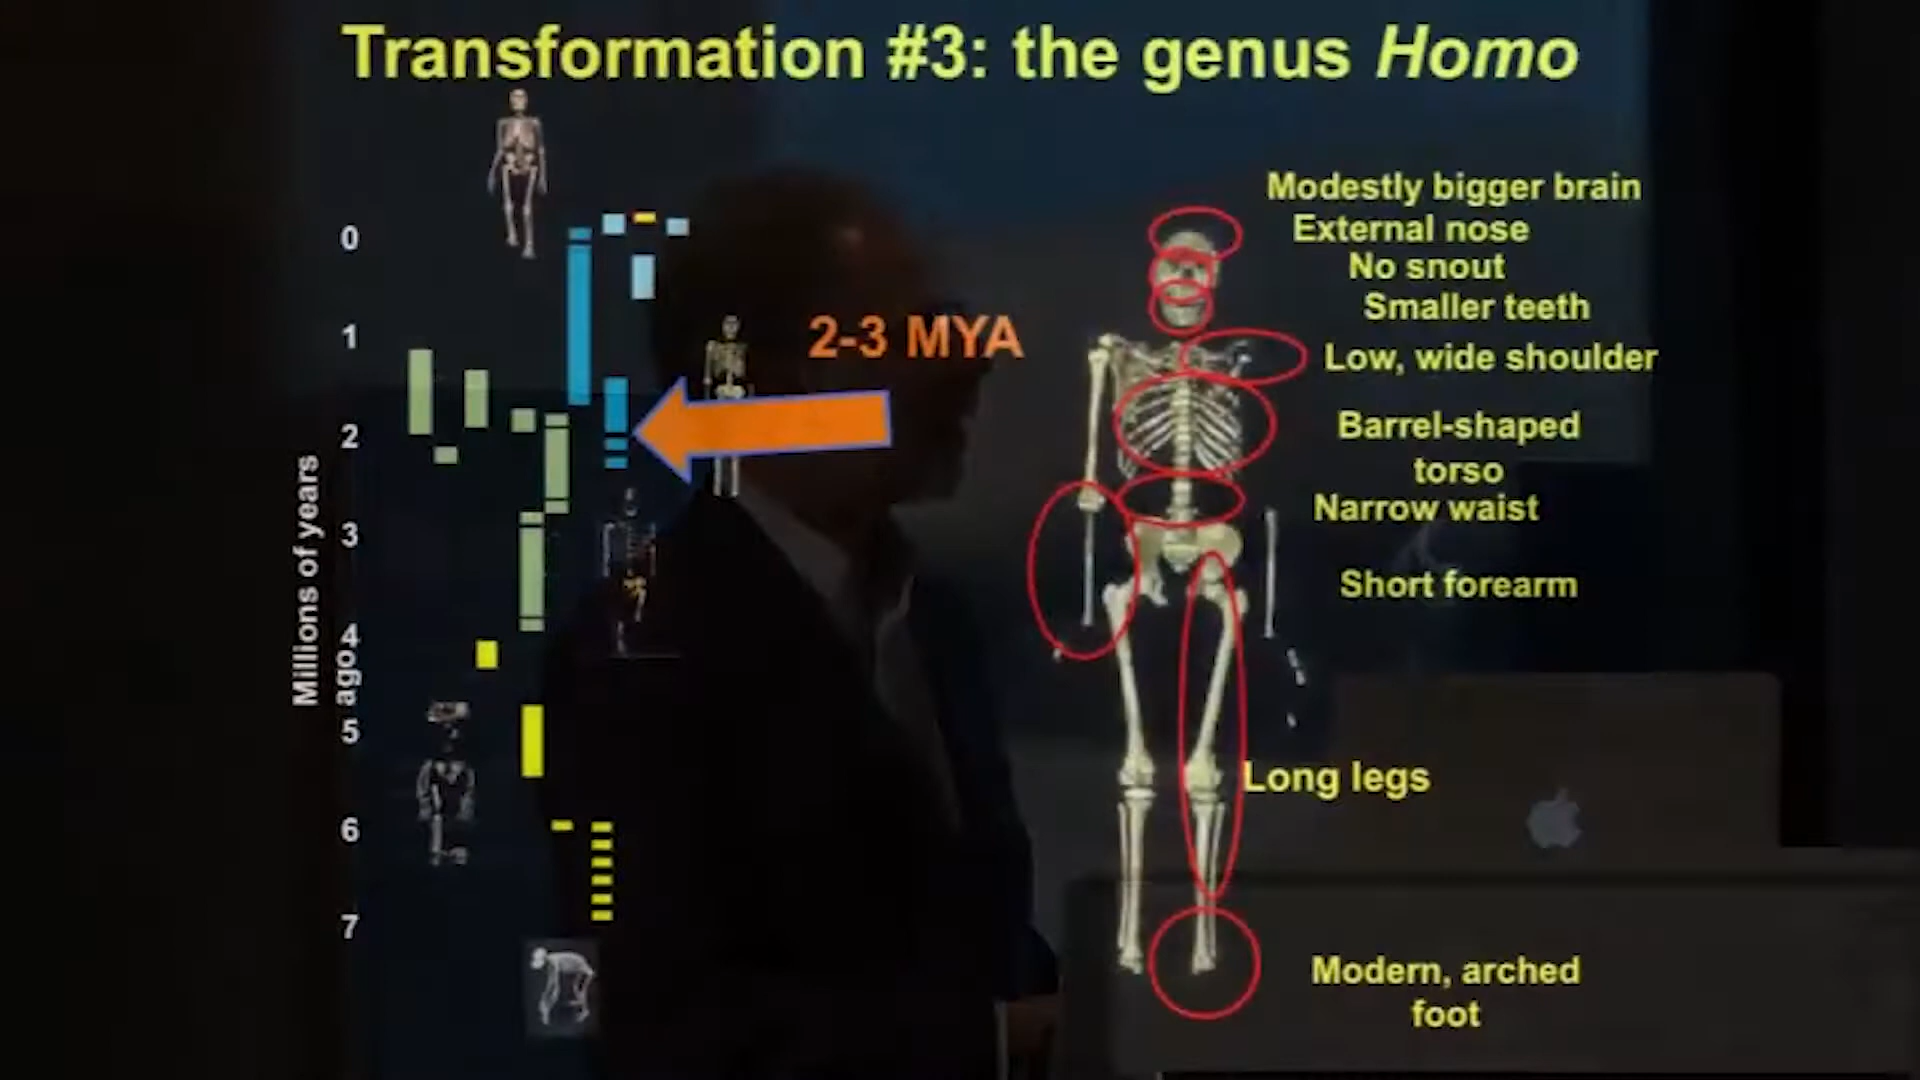 Transformation #3: the genus Homo
0
1
2
3
4
5
6
7
Millions of years
ago
2-3 MYA
Modestly bigger brain
External nose
No snout
Smaller teeth
Low, wide shoulder
Barrel-shaped
torso
Narrow waist
Short forearm
Long legs
Modern, arched
foot